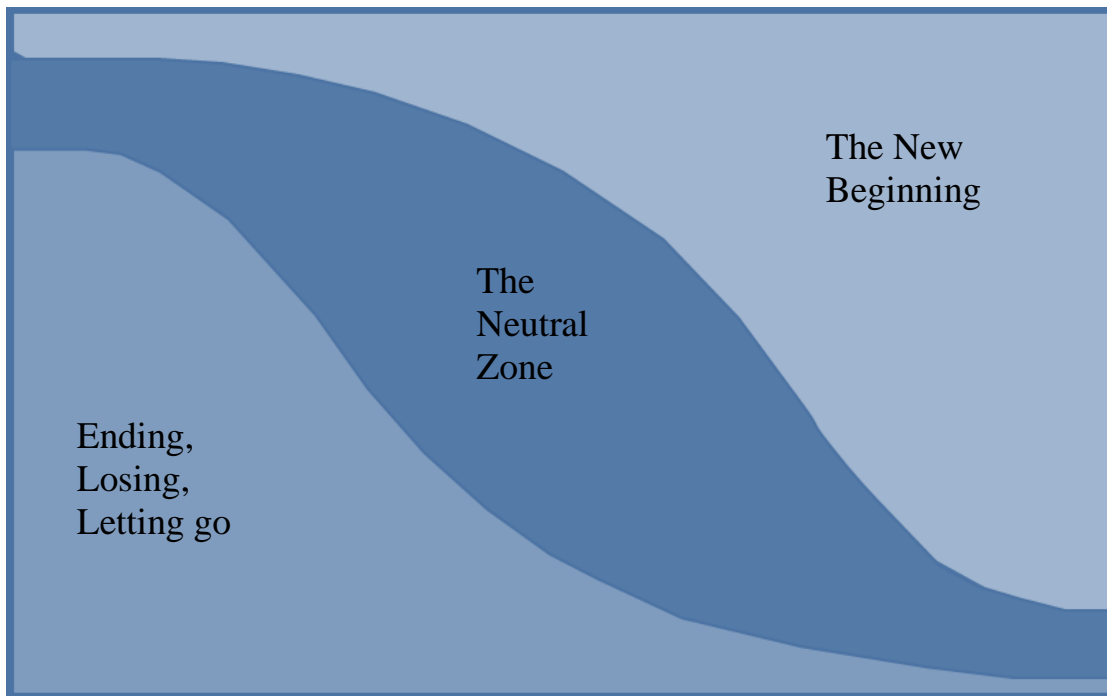 The New
Beginning
The
Neutral
Zone
Ending,
Losing,
Letting go